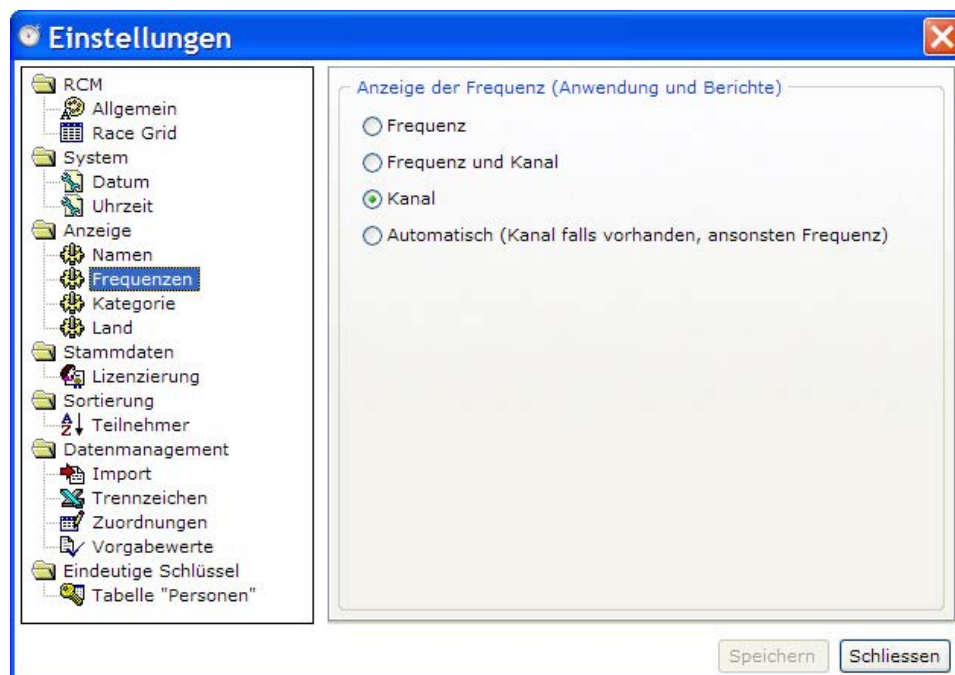 Einstellungen
RCM
Allgemein
Race Grid
System
Datum
Uhrzeit
Anzeige
Namen
Frequenzen
Kategorie
Land
Stammdaten
Lizenzierung
Sortierung
Teilnehmer
Datenmanagement
Import
Trennzeichen
Zuordnungen
Vorgabewerte
Eindeutige Schlüssel
Tabelle "Personen"
Anzeige der Frequenz (Anwendung und Berichte)
Frequenz
Frequenz und Kanal
Kanal
Automatisch (Kanal falls vorhanden, ansonsten Frequenz)
Speichern
Schliessen